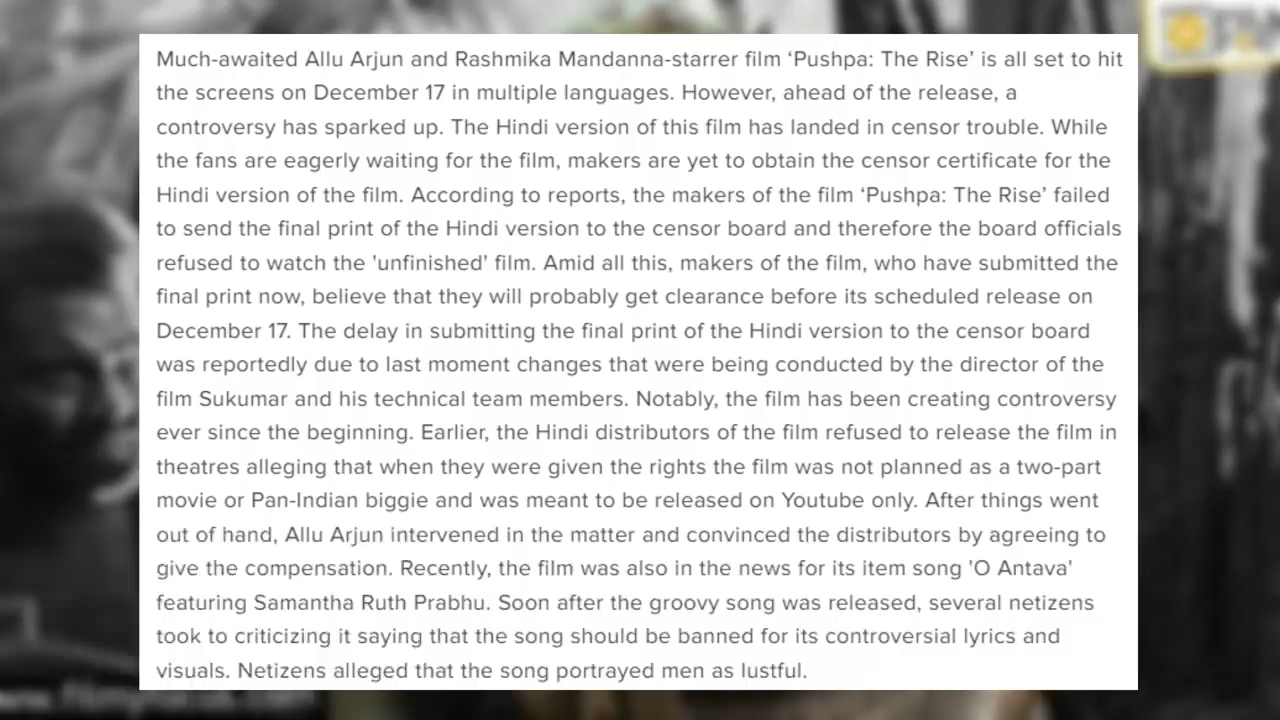 Much-awaited Allu Arjun and Rashmika Mandanna-starrer film ‘Pushpa: The Rise’ is all set to hit
the screens on December 17 in multiple languages. However, ahead of the release, a
controversy has sparked up. The Hindi version of this film has landed in censor trouble. While
the fans are eagerly waiting for the film, makers are yet to obtain the censor certificate for the
Hindi version of the film. According to reports, the makers of the film ‘Pushpa: The Rise’ failed
to send the final print of the Hindi version to the censor board and therefore the board officials
refused to watch the 'unfinished' film. Amid all this, makers of the film, who have submitted the
final print now, believe that they will probably get clearance before its scheduled release on
December 17. The delay in submitting the final print of the Hindi version to the censor board
was reportedly due to last moment changes that were being conducted by the director of the
film Sukumar and his technical team members. Notably, the film has been creating controversy
ever since the beginning. Earlier, the Hindi distributors of the film refused to release the film in
theatres alleging that when they were given the rights the film was not planned as a two-part
movie or Pan-Indian biggie and was meant to be released on Youtube only. After things went
out of hand, Allu Arjun intervened in the matter and convinced the distributors by agreeing to
give the compensation. Recently, the film was also in the news for its item song 'O Antava'
featuring Samantha Ruth Prabhu. Soon after the groovy song was released, several netizens
took to criticizing it saying that the song should be banned for its controversial lyrics and
visuals. Netizens alleged that the song portrayed men as lustful.